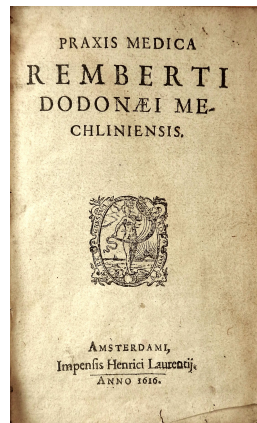 PRAXIS MEDICA
REMBERTI
DODONÆI ME-
CHLINIENSIS.
AMSTERDAMI,
Impensis Henrici Laurentij.
ANNO 1616.